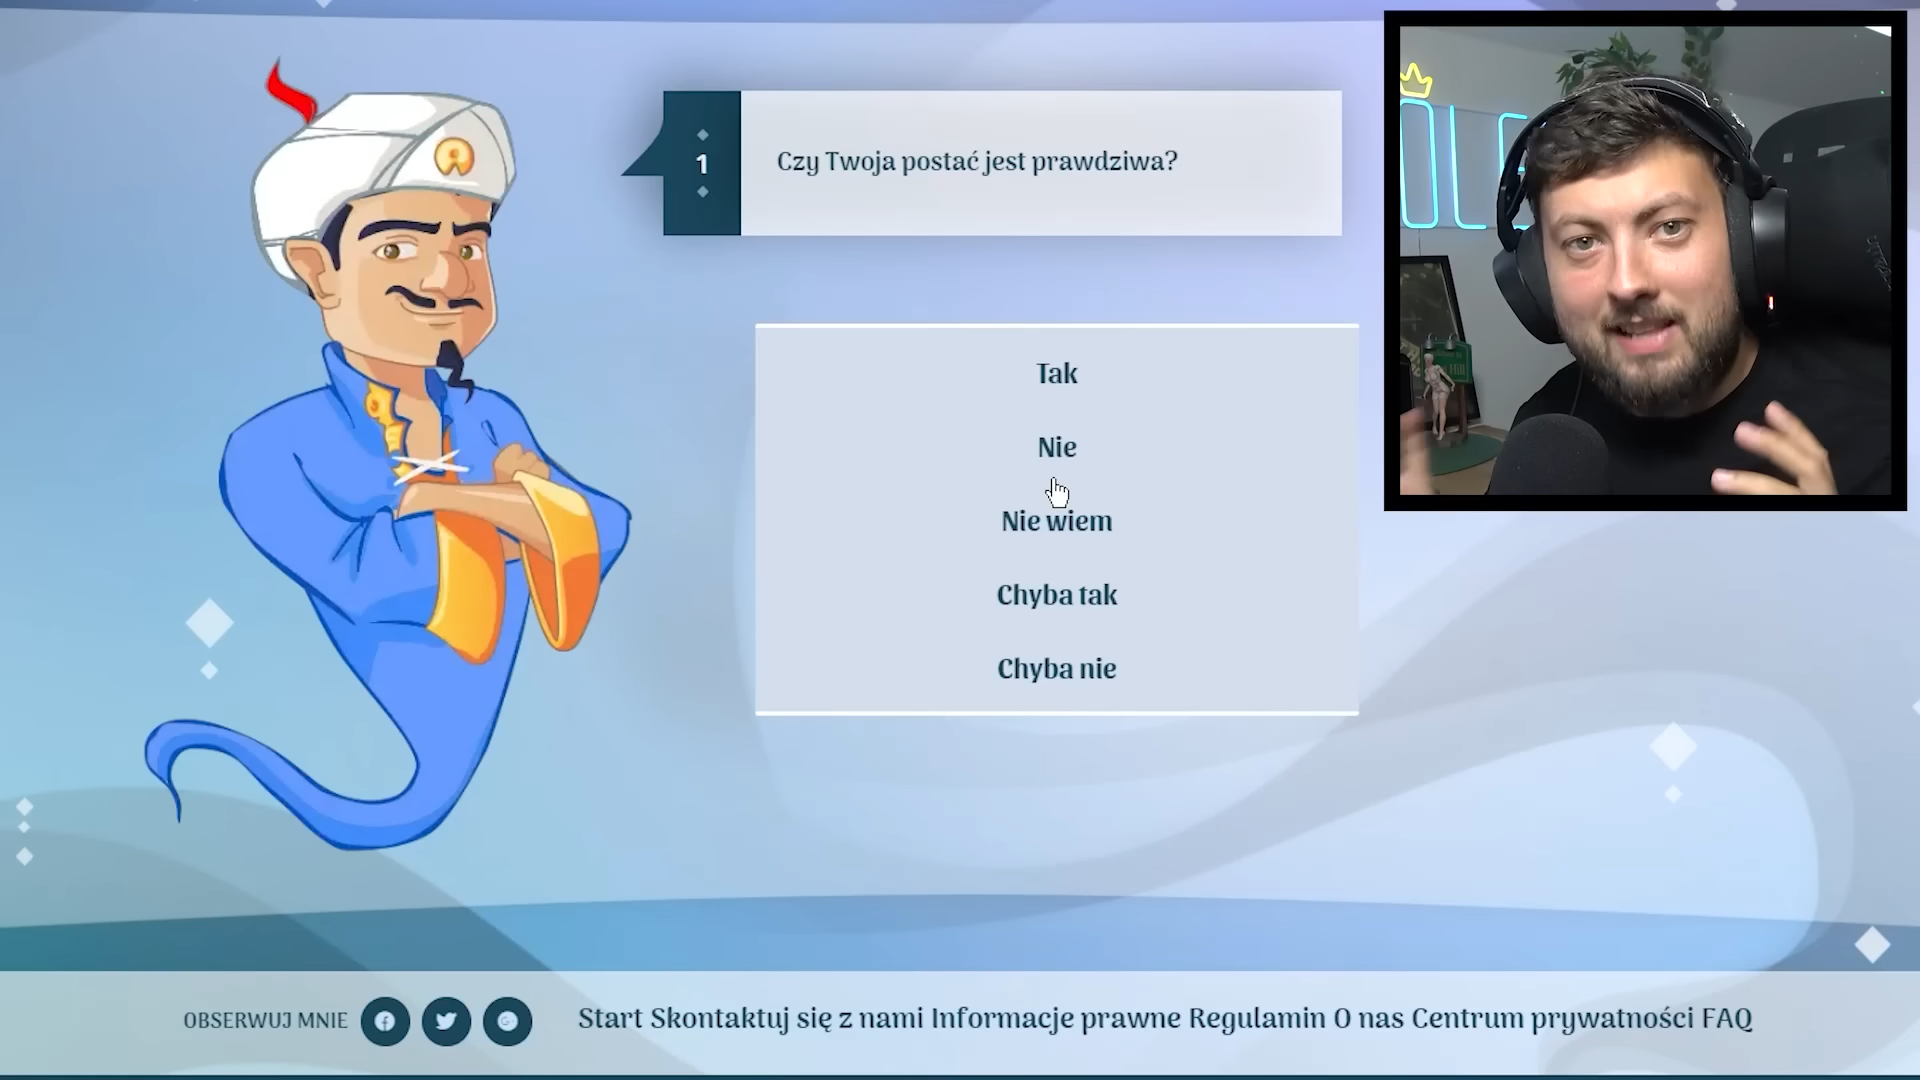 1
Czy Twoja postać jest prawdziwa?
Tak
Nie
Nie wiem
Chyba tak
Chyba nie
OBSERWUJ MNIE
Start Skontaktuj się z nami Informacje prawne Regulamin O nas Centrum prywatności FAQ